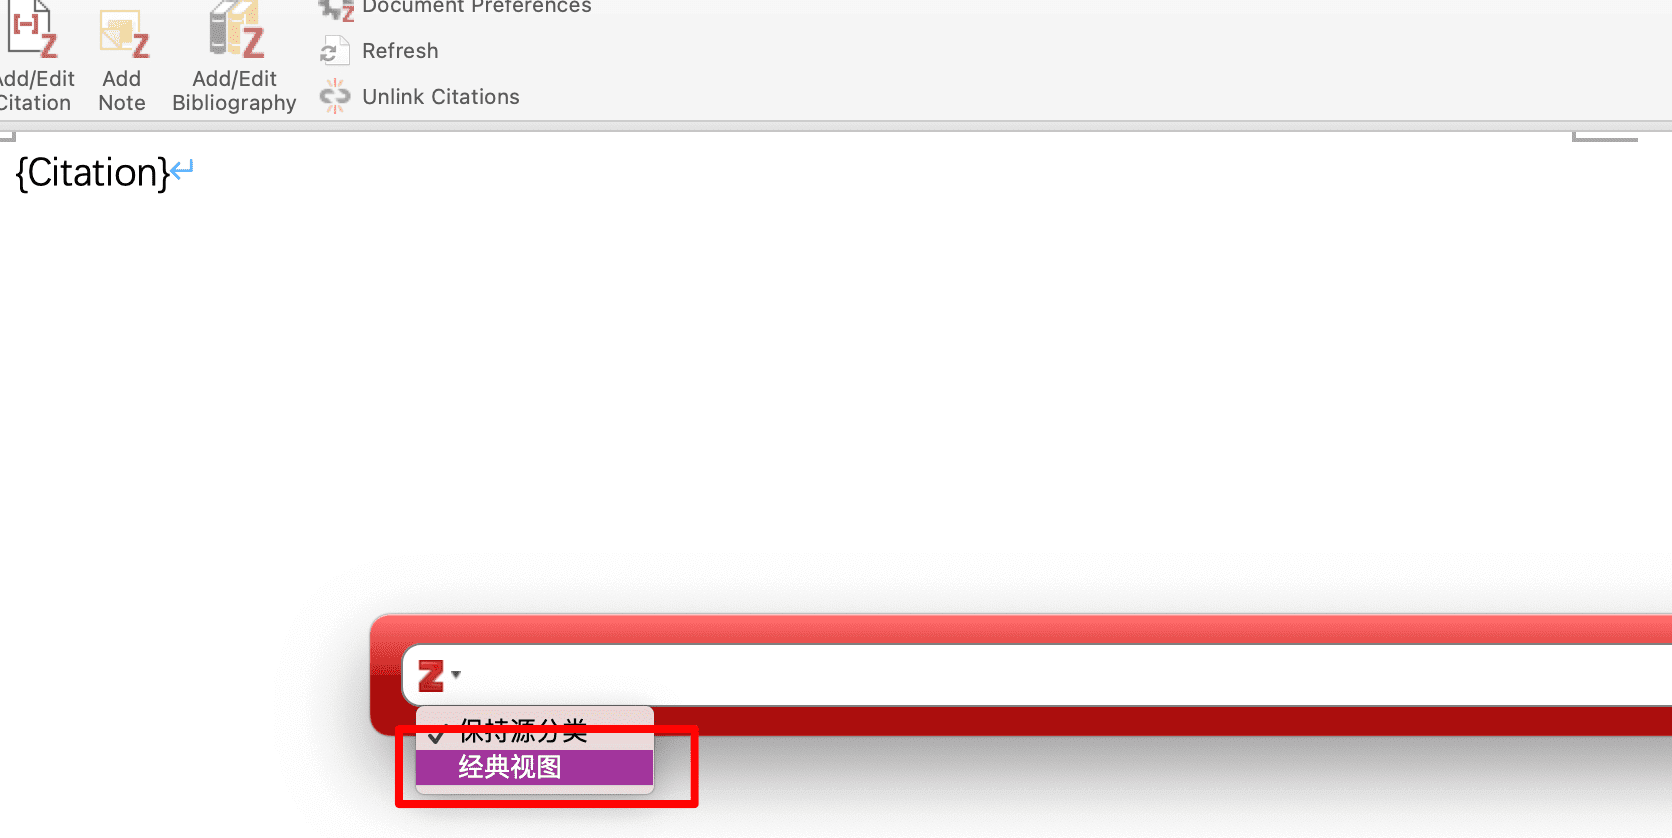 Document Preferences
Add/Edit
Citation
Add
Note
Add/Edit
Bibliography
Refresh
Unlink Citations
{Citation}↵
Z
保持源分类
经典视图